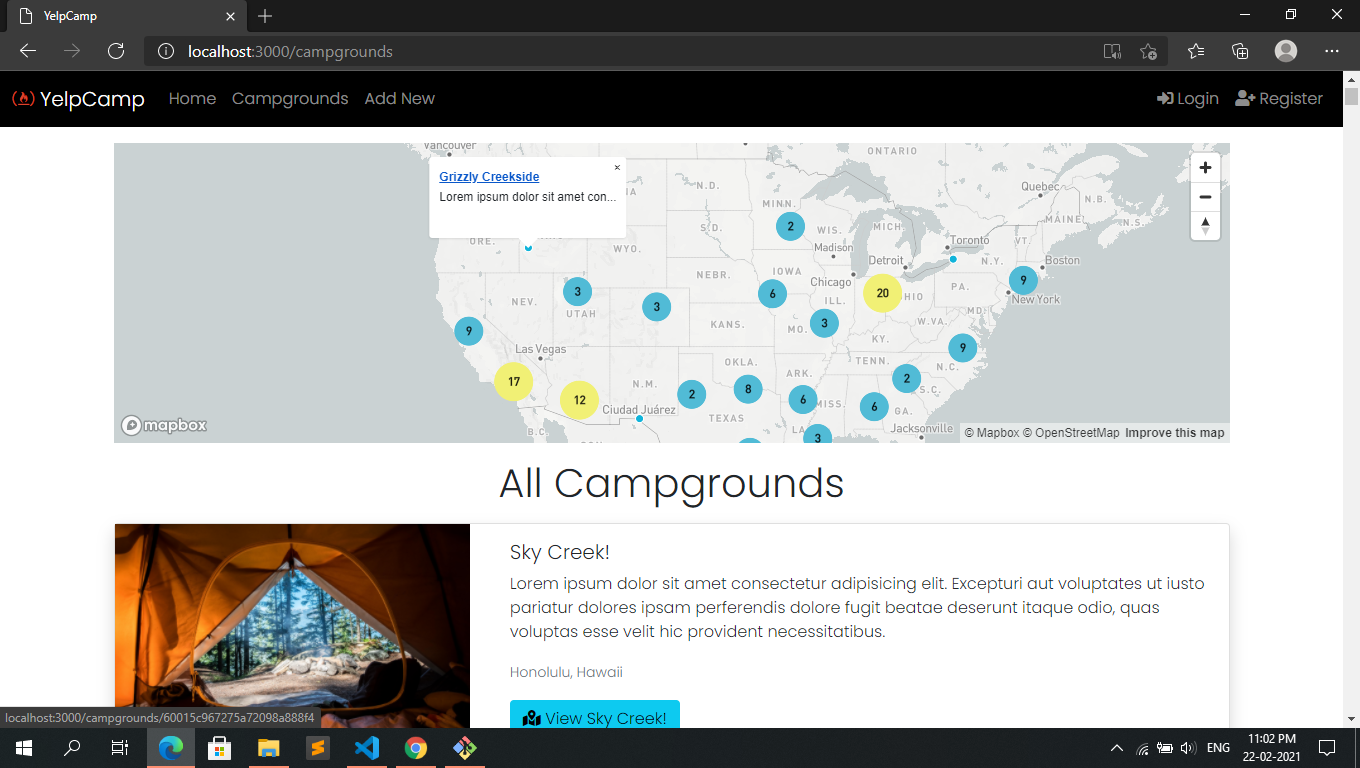 YelpCamp
localhost:3000/campgrounds
YelpCamp Home Campgrounds Add New Login Register
Vancouver
ONTARIO
Grizzly Creekside ×
Lorem ipsum dolor sit amet con...
N.D.
Quebec
N.B.
MINN.
2
MAINE
N.S.
ORE.
S.D.
WIS.
MICH.
Toronto
VT.
WYO.
Madison
Detroit
N.Y.
Boston
NEBR.
IOWA
Chicago
9
3
3
6
20
OHIO
PA.
New York
NEV.
UTAH
ILL.
MD.
9
KANS.
MO.
3
W.VA.
KY.
Las Vegas
9
OKLA.
TENN.
N.C.
17
12
N.M.
2
8
ARK.
6
2
S.C.
Ciudad Juárez
TEXAS
MISS.
6
GA.
B.C.
3
Jacksonville
mapbox
© Mapbox © OpenStreetMap Improve this map
All Campgrounds
Sky Creek!
Lorem ipsum dolor sit amet consectetur adipisicing elit. Excepturi aut voluptates ut iusto
pariatur dolores ipsam perferendis dolore fugit beatae deserunt itaque odio, quas
voluptas esse velit hic provident necessitatibus.
Honolulu, Hawaii
View Sky Creek!
localhost:3000/campgrounds/60015c967275a72098a888f4
ENG
11:02 PM
22-02-2021